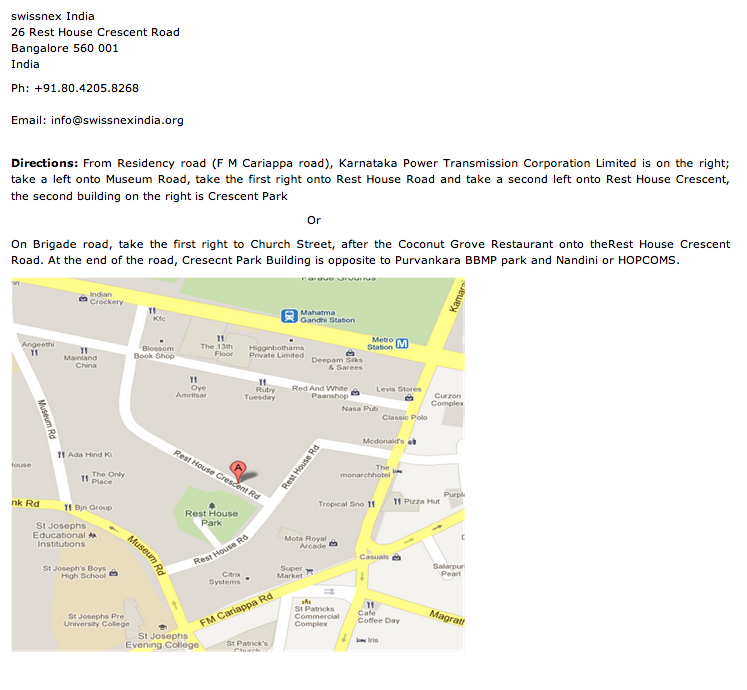 swissnex India
26 Rest House Crescent Road
Bangalore 560 001
India
Ph: +91.80.4205.8268
Email: info@swissnexindia.org
Directions: From Residency road (F M Cariappa road), Karnataka Power Transmission Corporation Limited is on the right;
take a left onto Museum Road, take the first right onto Rest House Road and take a second left onto Rest House Crescent,
the second building on the right is Crescent Park
Or
On Brigade road, take the first right to Church Street, after the Coconut Grove Restaurant onto theRest House Crescent
Road. At the end of the road, Cresecnt Park Building is opposite to Purvankara BBMP park and Nandini or HOPCOMS.
Parade Grounds
Indian
Crockery
Kfc
Mahatma
Gandhi Station
Kamara
Metro
Station M
Angeethi
Mainland
China
Blossom
Book Shop
The 13th
Floor
Higginbothams
Private Limited
Deepam Silks
& Sarees
Oye
Amritsar
Ruby
Tuesday
Red And White
Paanshop
Levis Stores
Curzon
Complex
Nasa Pub
Classic Polo
Museum Rd
Mcdonald's
Ada Hind Ki
Rest House Crescent Rd
A
Rest House Rd
The
monarchhotel
ouse
The Only
Place
Tropical Sno
Pizza Hut
Purpl
nk Rd
Bjn Group
Rest House
Park
St Josephs
Educational
Institutions
Museum Rd
Rest House Rd
Mota Royal
Arcade
Casuals
St Joseph's Boys
High School
Citrix
Systems
Super
Market
Salarpur
Pearl
FM Cariappa Rd
St Josephs Pre
University College
St Patricks
Commercial
Complex
Cafe
Coffee Day
Magrath
St Josephs
Evening College
St Patrick's
Church
Iris